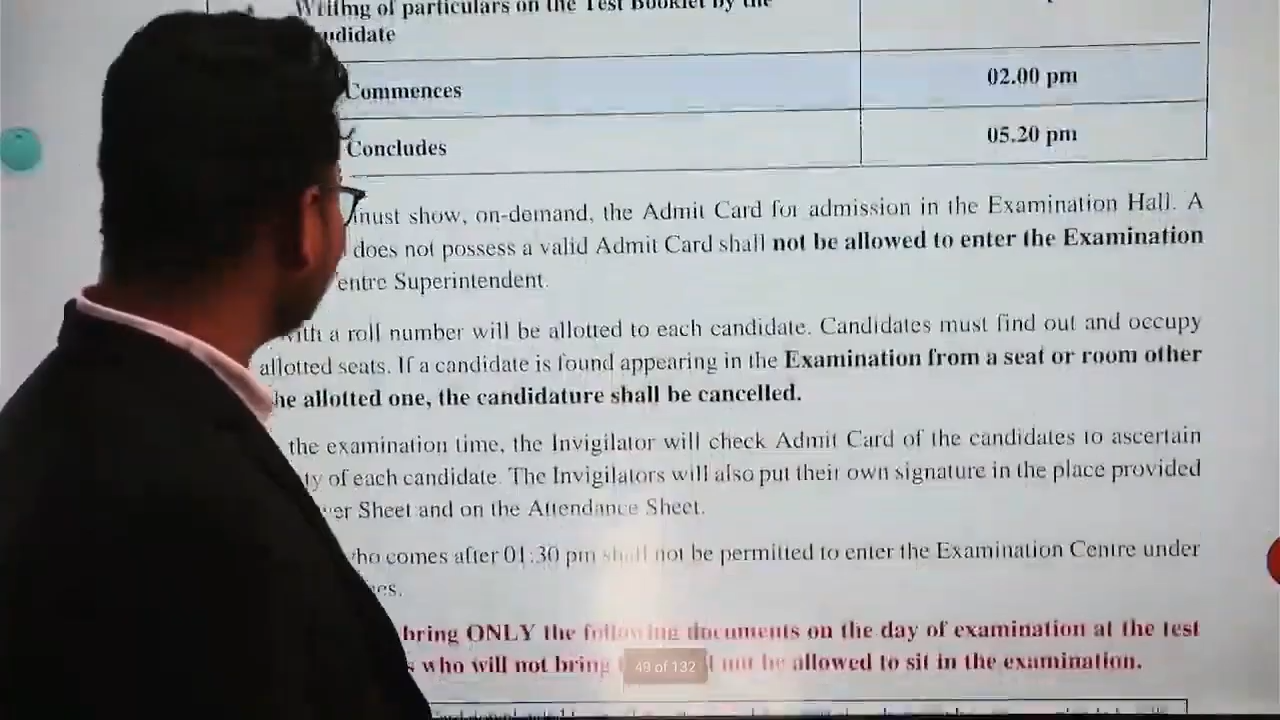 Writing of particulars on the Test Booklet by the
didate
Commences 02.00 pm
Concludes 05.20 pm
must show, on-demand, the Admit Card for admission in the Examination Hall. A
does not possess a valid Admit Card shall not be allowed to enter the Examination
entre Superintendent.
with a roll number will be allotted to each candidate. Candidates must find out and occupy
allotted seats. If a candidate is found appearing in the Examination from a seat or room other
he allotted one, the candidature shall be cancelled.
the examination time, the Invigilator will check Admit Card of the candidates to ascertain
ty of each candidate. The Invigilators will also put their own signature in the place provided
er Sheet and on the Attendance Sheet.
who comes after 01:30 pm shall not be permitted to enter the Examination Centre under
es.
bring ONLY the following documents on the day of examination at the test
s who will not bring not be allowed to sit in the examination.
49 of 132